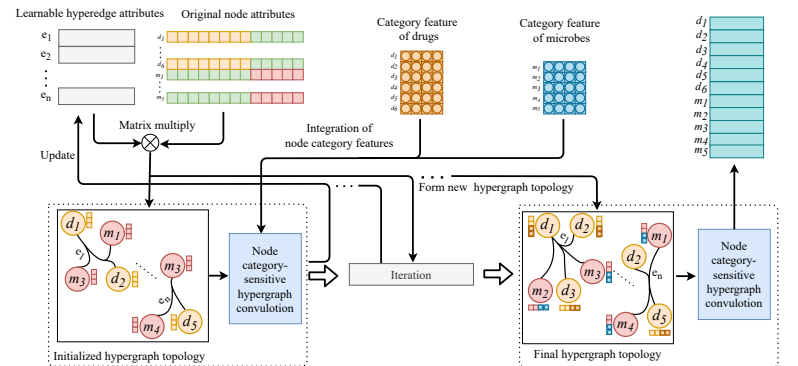 Learnable hyperedge attributes
Original node attributes
Category feature
of drugs
Category feature
of microbes
e1
e2
en
d1
d6
m1
m5
d1
d2
d3
d4
d5
d6
m1
m2
m3
m4
m5
d1
d2
d3
d4
d5
d6
m1
m2
m3
m4
m5
Matrix multiply
Integration of
node category features
Update
Form new hypergraph topology
d1
m1
e1
m3
d2
m3
en
m4
d5
Initialized hypergraph topology
Node
category-
sensitive
hypergraph
convulotion
Iteration
d1
d2
e1
m3
m2
d3
m1
d2
en
m4
d5
Final hypergraph topology
Node
category-
sensitive
hypergraph
convulotion